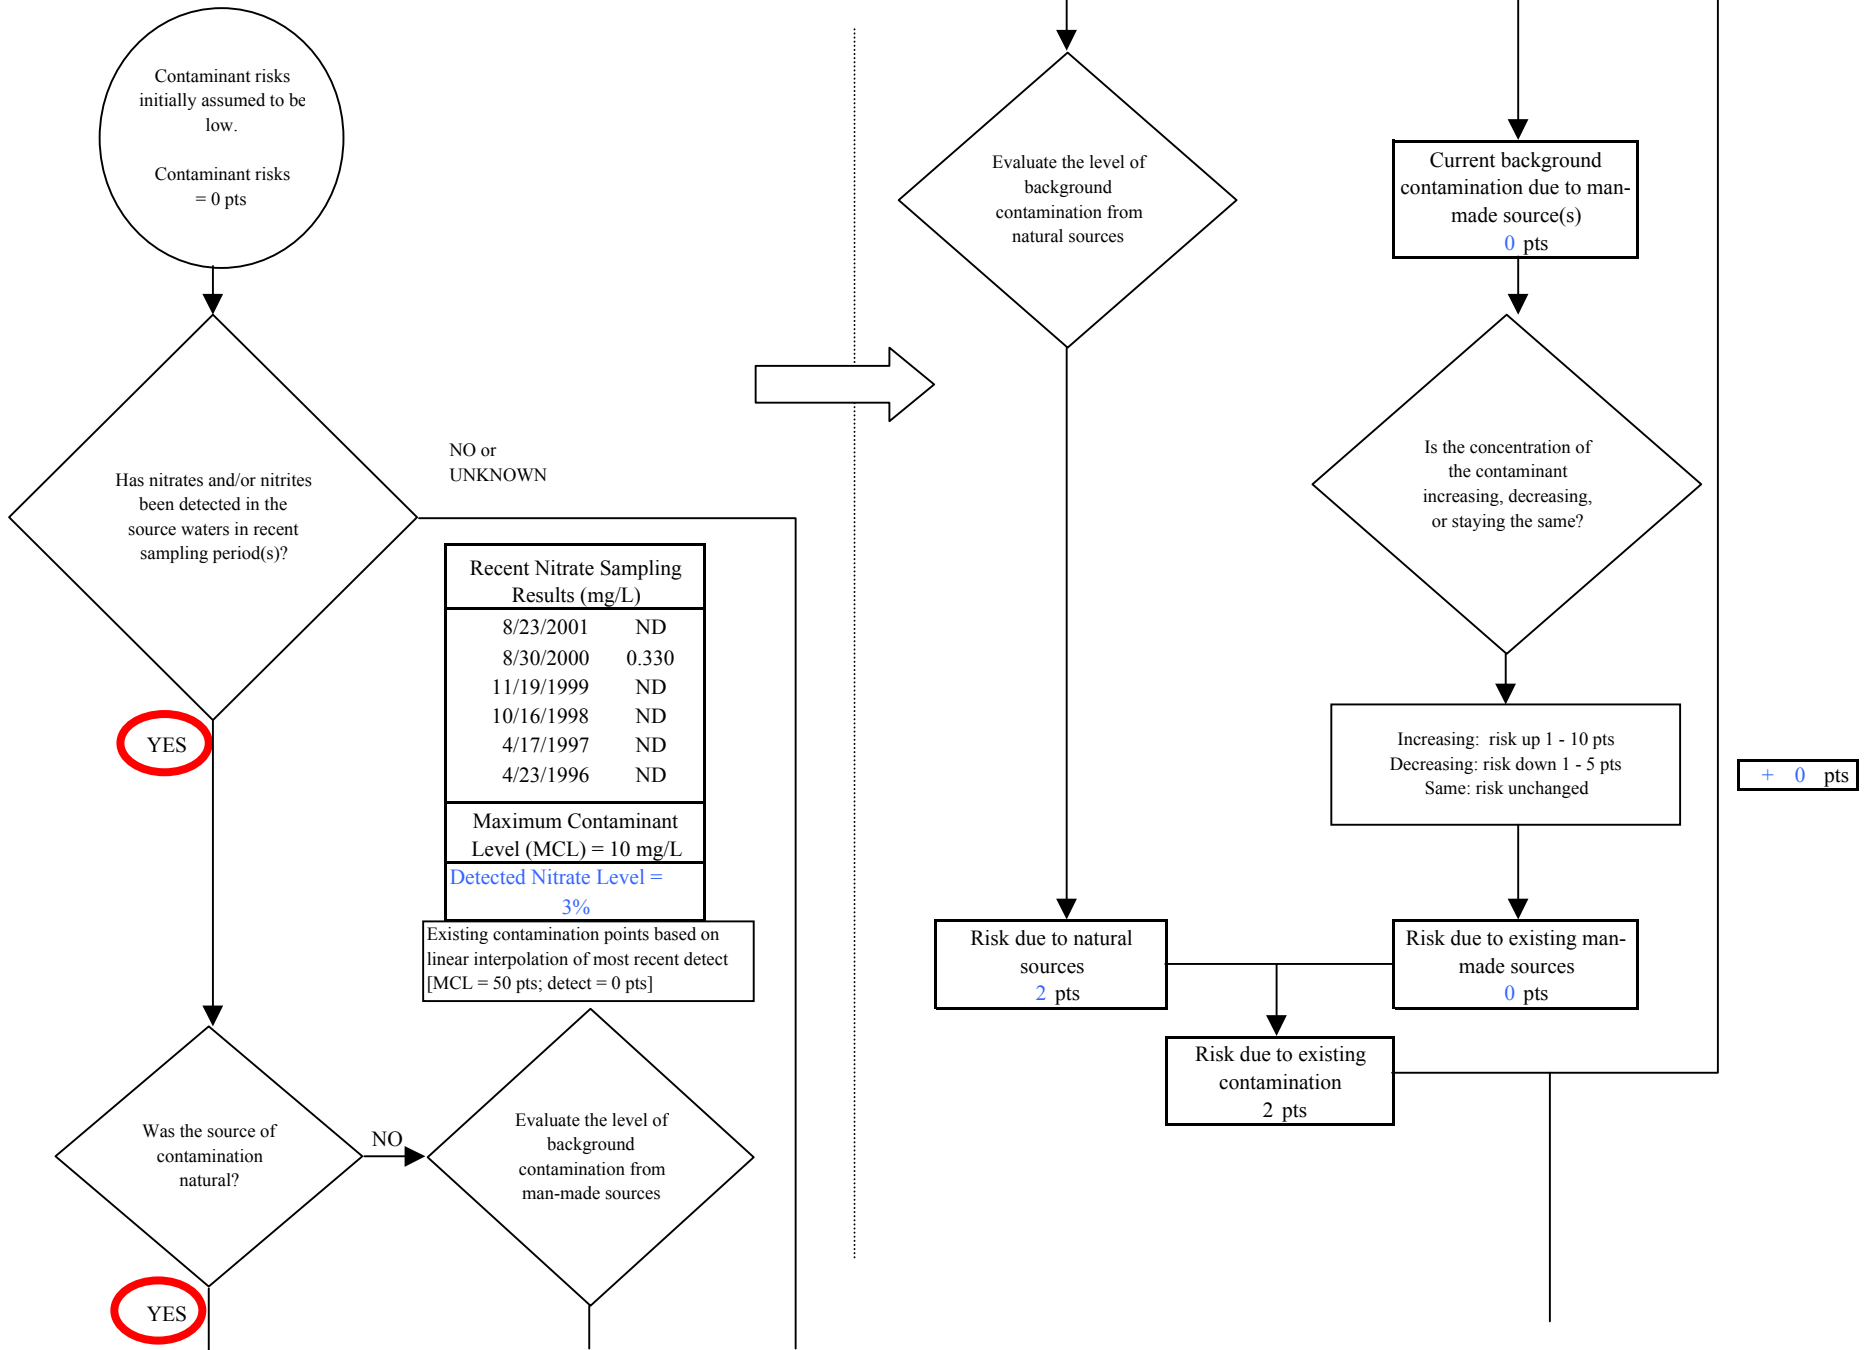 Contaminant risks
initially assumed to be
low.
Contaminant risks
= 0 pts
Has nitrates and/or nitrites
been detected in the
source waters in recent
sampling period(s)?
NO or
UNKNOWN
YES
Recent Nitrate Sampling
Results (mg/L)
8/23/2001 ND
8/30/2000 0.330
11/19/1999 ND
10/16/1998 ND
4/17/1997 ND
4/23/1996 ND
Maximum Contaminant
Level (MCL) = 10 mg/L
Detected Nitrate Level =
3%
Existing contamination points based on
linear interpolation of most recent detect
[MCL = 50 pts; detect = 0 pts]
Was the source of
contamination
natural?
NO
YES
Evaluate the level of
background
contamination from
man-made sources
Evaluate the level of
background
contamination from
natural sources
Current background
contamination due to man-
made source(s)
0 pts
Is the concentration of
the contaminant
increasing, decreasing,
or staying the same?
Increasing: risk up 1 - 10 pts
Decreasing: risk down 1 - 5 pts
Same: risk unchanged
+ 0 pts
Risk due to natural
sources
2 pts
Risk due to existing man-
made sources
0 pts
Risk due to existing
contamination
2 pts